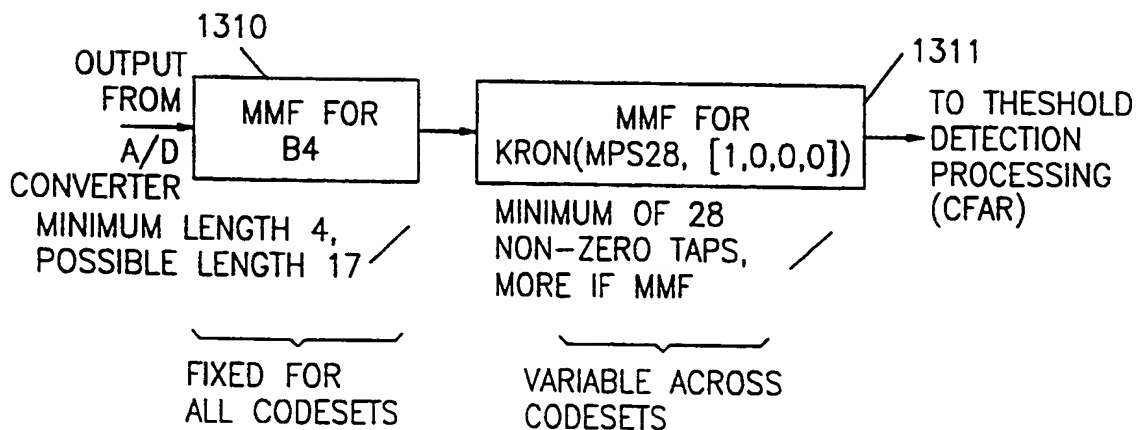 1310
OUTPUT
FROM
A/D
CONVERTER
MMF FOR
B4
MINIMUM LENGTH 4,
POSSIBLE LENGTH 17
FIXED FOR
ALL CODESETS
1311
MMF FOR
KRON(MPS28, [1,0,0,0])
MINIMUM OF 28
NON-ZERO TAPS,
MORE IF MMF
VARIABLE ACROSS
CODESETS
TO THESHOLD
DETECTION
PROCESSING
(CFAR)